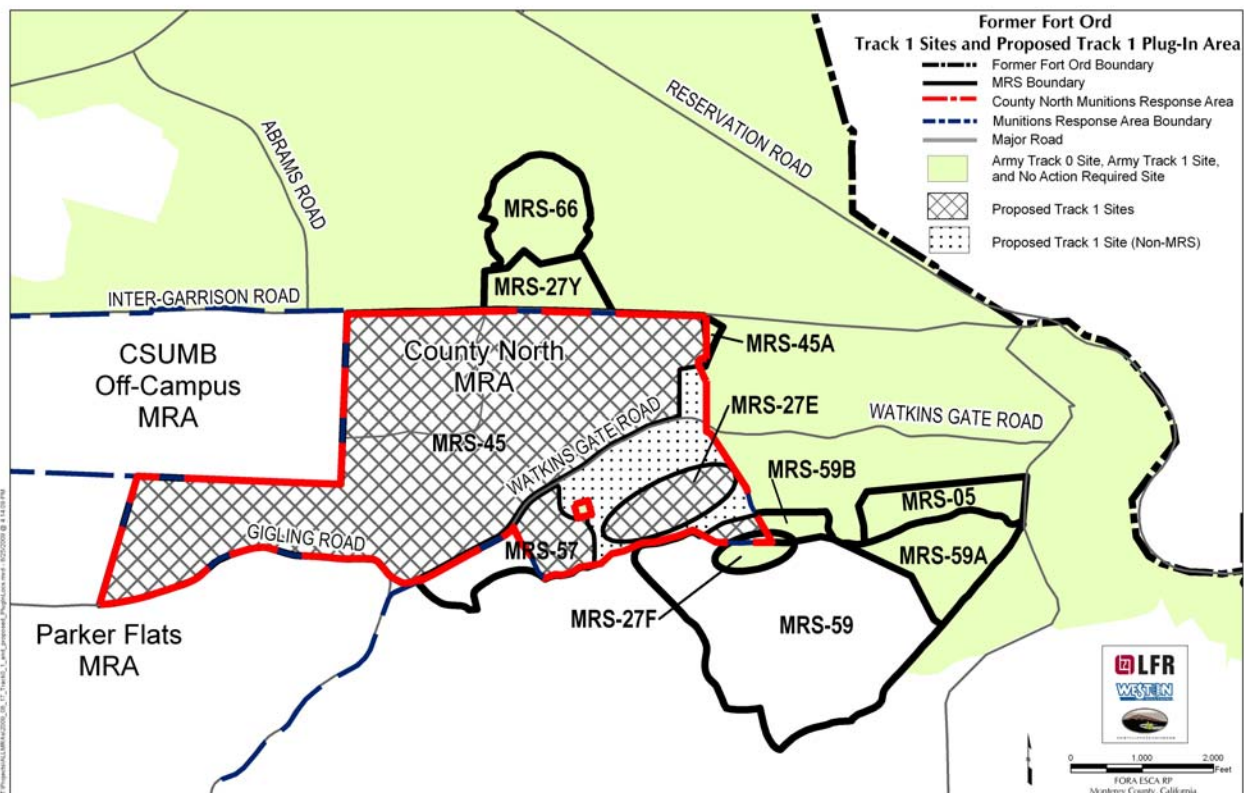 Former Fort Ord
Track 1 Sites and Proposed Track 1 Plug-In Area
Former Fort Ord Boundary
MRS Boundary
County North Munitions Response Area
Munitions Response Area Boundary
Major Road
Army Track 0 Site, Army Track 1 Site,
and No Action Required Site
Proposed Track 1 Sites
Proposed Track 1 Site (Non-MRS)
RESERVATION ROAD
ABRAMS ROAD
MRS-66
MRS-27Y
INTER-GARRISON ROAD
CSUMB
Off-Campus
MRA
County North
MRA
MRS-45A
MRS-27E
WATKINS GATE ROAD
MRS-45
WATKINS GATE ROAD
MRS-59B
MRS-05
GIGLING ROAD
MRS-57
MRS-59A
MRS-27F
MRS-59
Parker Flats
MRA
LFR
WESTON
0 1,000 2,000
Feet
FORA ESCA RP
Monterey County, California